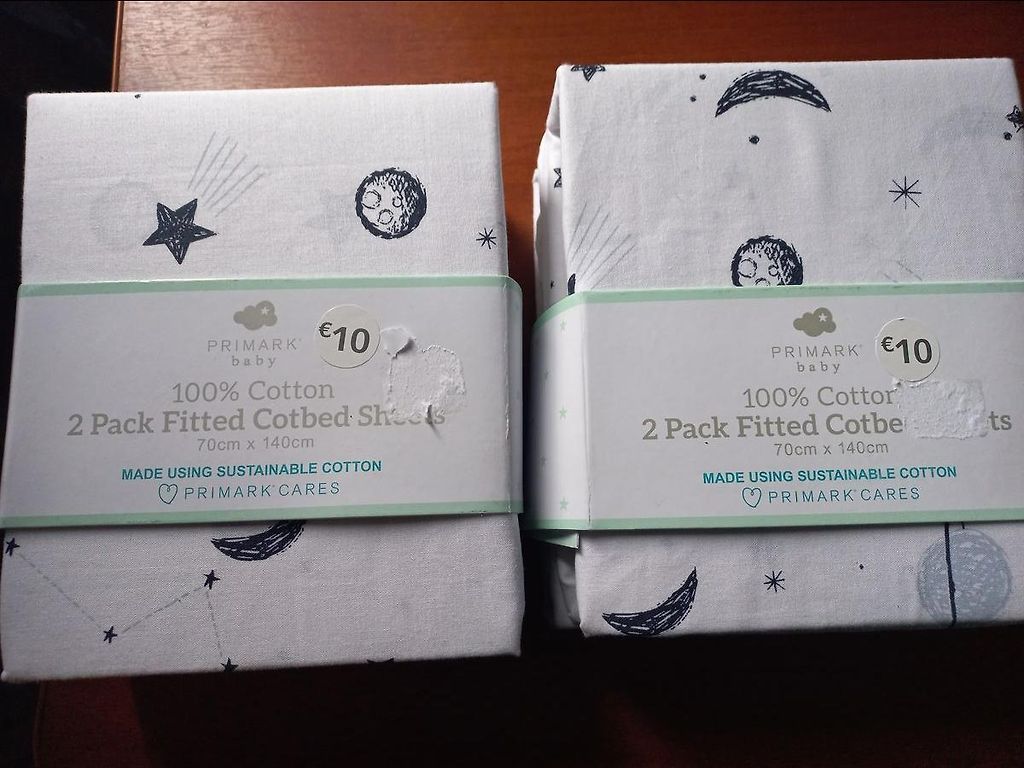 PRIMARK®
baby
€10
100% Cotton
2 Pack Fitted Cotbed Sheets
70cm x 140cm
MADE USING SUSTAINABLE COTTON
PRIMARK® CARES
PRIMARK®
baby
€10
100% Cotton
2 Pack Fitted
70cm x 140cm
MADE USING SUSTAINABLE COTTON
PRIMARK® CARES